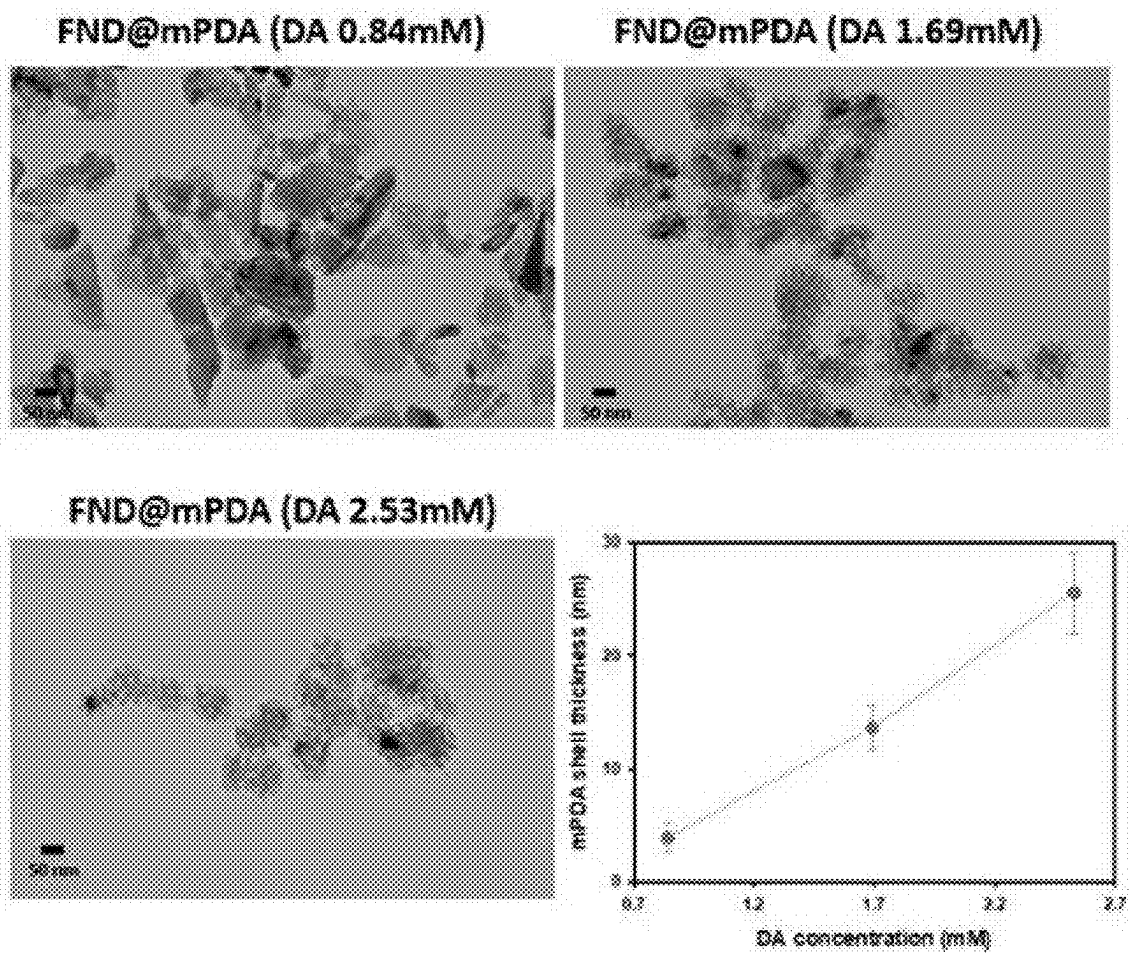 FND@mPDA (DA 0.84mM)
FND@mPDA (DA 1.69mM)
50 nm
50 nm
FND@mPDA (DA 2.53mM)
50 nm
mPDA shell thickness (nm)
30
20
10
0
0.7
1.2
1.7
2.2
2.7
DA concentration (mM)